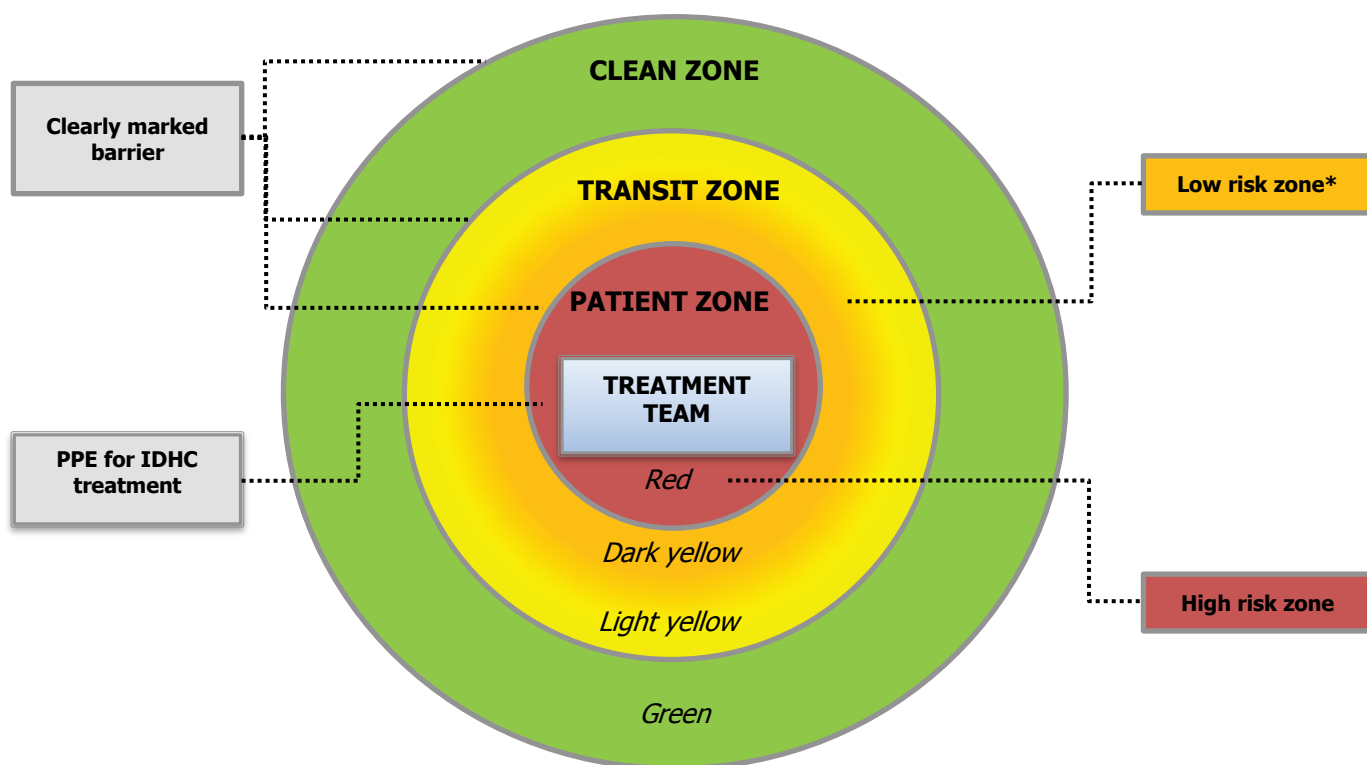 CLEAN ZONE
Clearly marked
barrier
Low risk zone*
TRANSIT ZONE
PATIENT ZONE
TREATMENT
TEAM
PPE for IDHC
treatment
Red
Dark yellow
High risk zone
Light yellow
Green